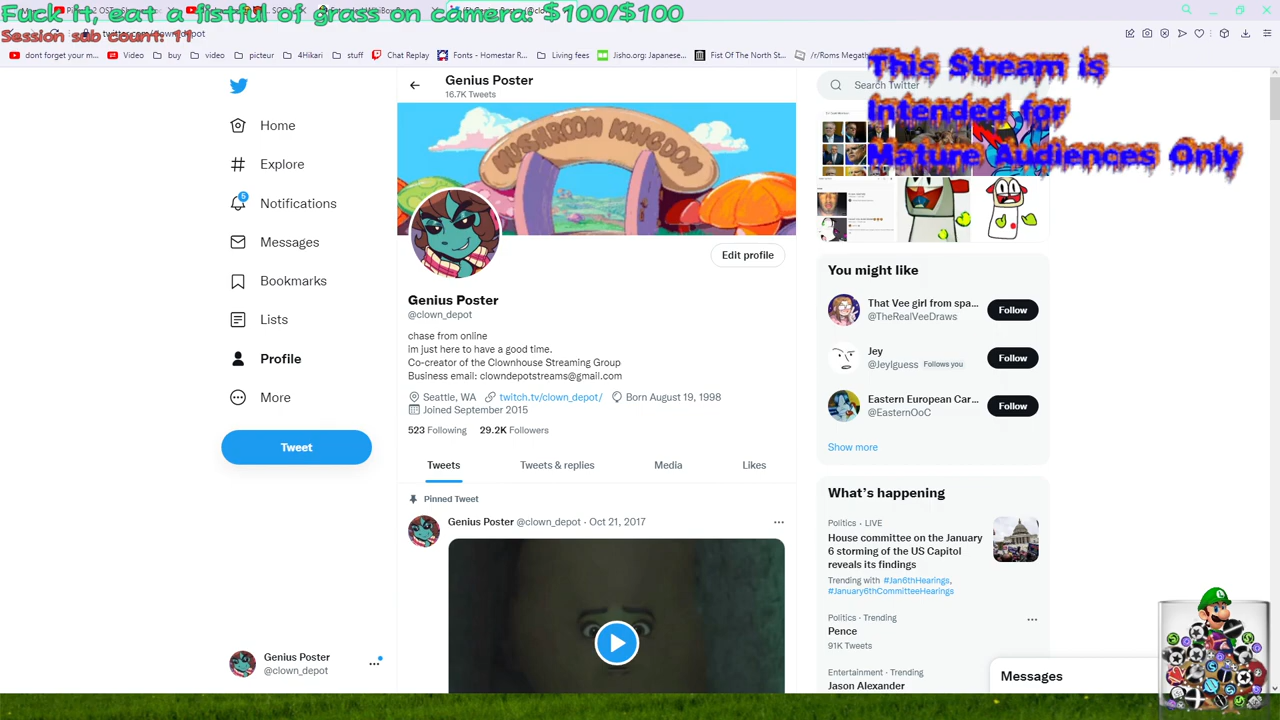 Fuck it, eat a fistful of grass on camera: $100/$100
Session sub count: 11
twitter.com/clown_depot
dont forget your m...
Video
buy
video
picteur
4Hikari
Chat Replay
Fonts - Homestar R...
Living fees
Jisho.org: Japanese...
Fist Of The North St...
/r/Roms Megath
This Stream is
Intended for
Mature Audiences Only
Genius Poster
16.7K Tweets
Search Twitter
Home
Explore
5
Notifications
Messages
Bookmarks
Lists
Profile
More
Tweet
MUSHROOM KINGDOM
Edit profile
Genius Poster
@clown_depot
chase from online
im just here to have a good time.
Co-creator of the Clownhouse Streaming Group
Business email: clowndepotstreams@gmail.com
Seattle, WA twitch.tv/clown_depot/ Born August 19, 1998
Joined September 2015
523 Following 29.2K Followers
Tweets Tweets & replies Media Likes
Pinned Tweet
Genius Poster @clown_depot · Oct 21, 2017
You might like
That Vee girl from spa...
@TheRealVeeDraws
Follow
Jey
@JeyIguess Follows you
Follow
Eastern European Car...
@EasternOoC
Follow
Show more
What's happening
Politics · LIVE
House committee on the January
6 storming of the US Capitol
reveals its findings
Trending with #Jan6thHearings,
#January6thCommitteeHearings
Politics · Trending
Pence
91K Tweets
Entertainment · Trending
Jason Alexander
Messages
Genius Poster
@clown_depot